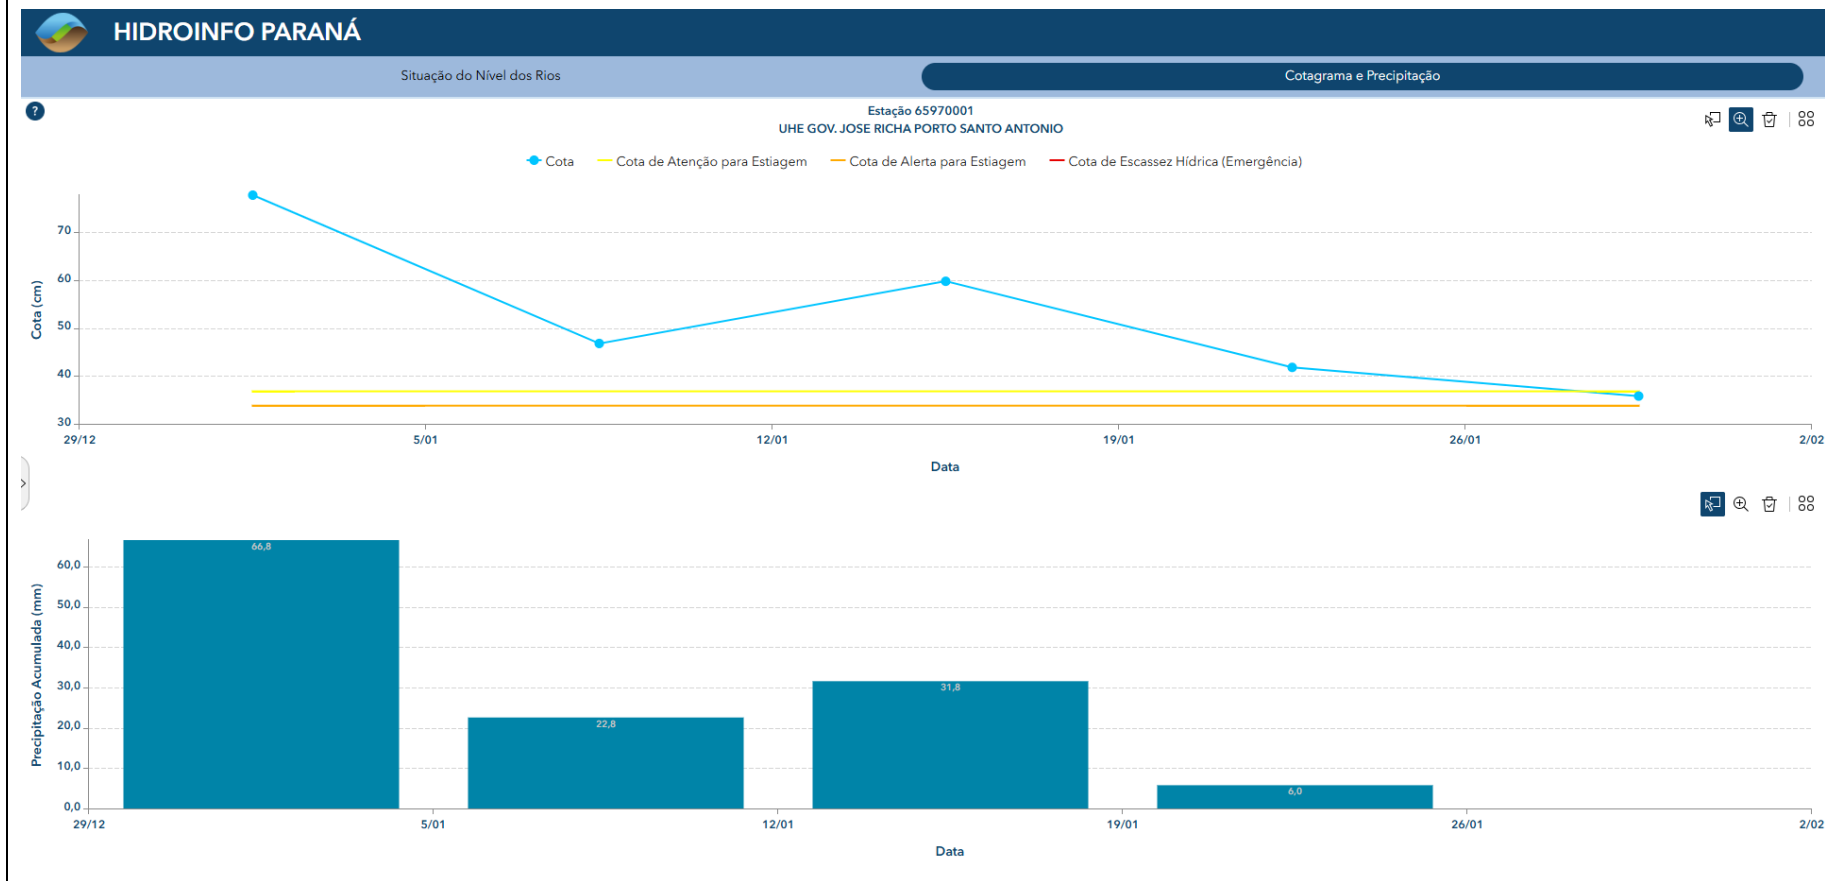 HIDROINFO PARANÁ
Situação do Nível dos Rios
Cotagrama e Precipitação
?
Estação 65970001
UHE GOV. JOSE RICHA PORTO SANTO ANTONIO
Cota
Cota de Atenção para Estiagem
Cota de Alerta para Estiagem
Cota de Escassez Hídrica (Emergência)
Cota (cm)
70
60
50
40
30
29/12
5/01
12/01
19/01
26/01
2/02
Data
Precipitação Acumulada (mm)
60,0
50,0
40,0
30,0
20,0
10,0
0,0
66,8
22,8
31,8
6,0
29/12
5/01
12/01
19/01
26/01
2/02
Data